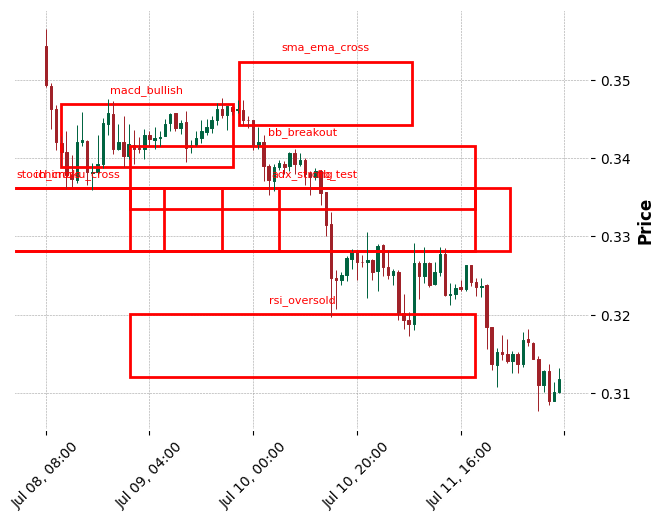 sma_ema_cross
0.35
macd_bullish
bb_breakout
0.34
0.33
Price
rsi_oversold
0.32
0.31
Jul 08, 08:00
Jul 09, 04:00
Jul 10, 00:00
Jul 10, 20:00
Jul 11, 16:00